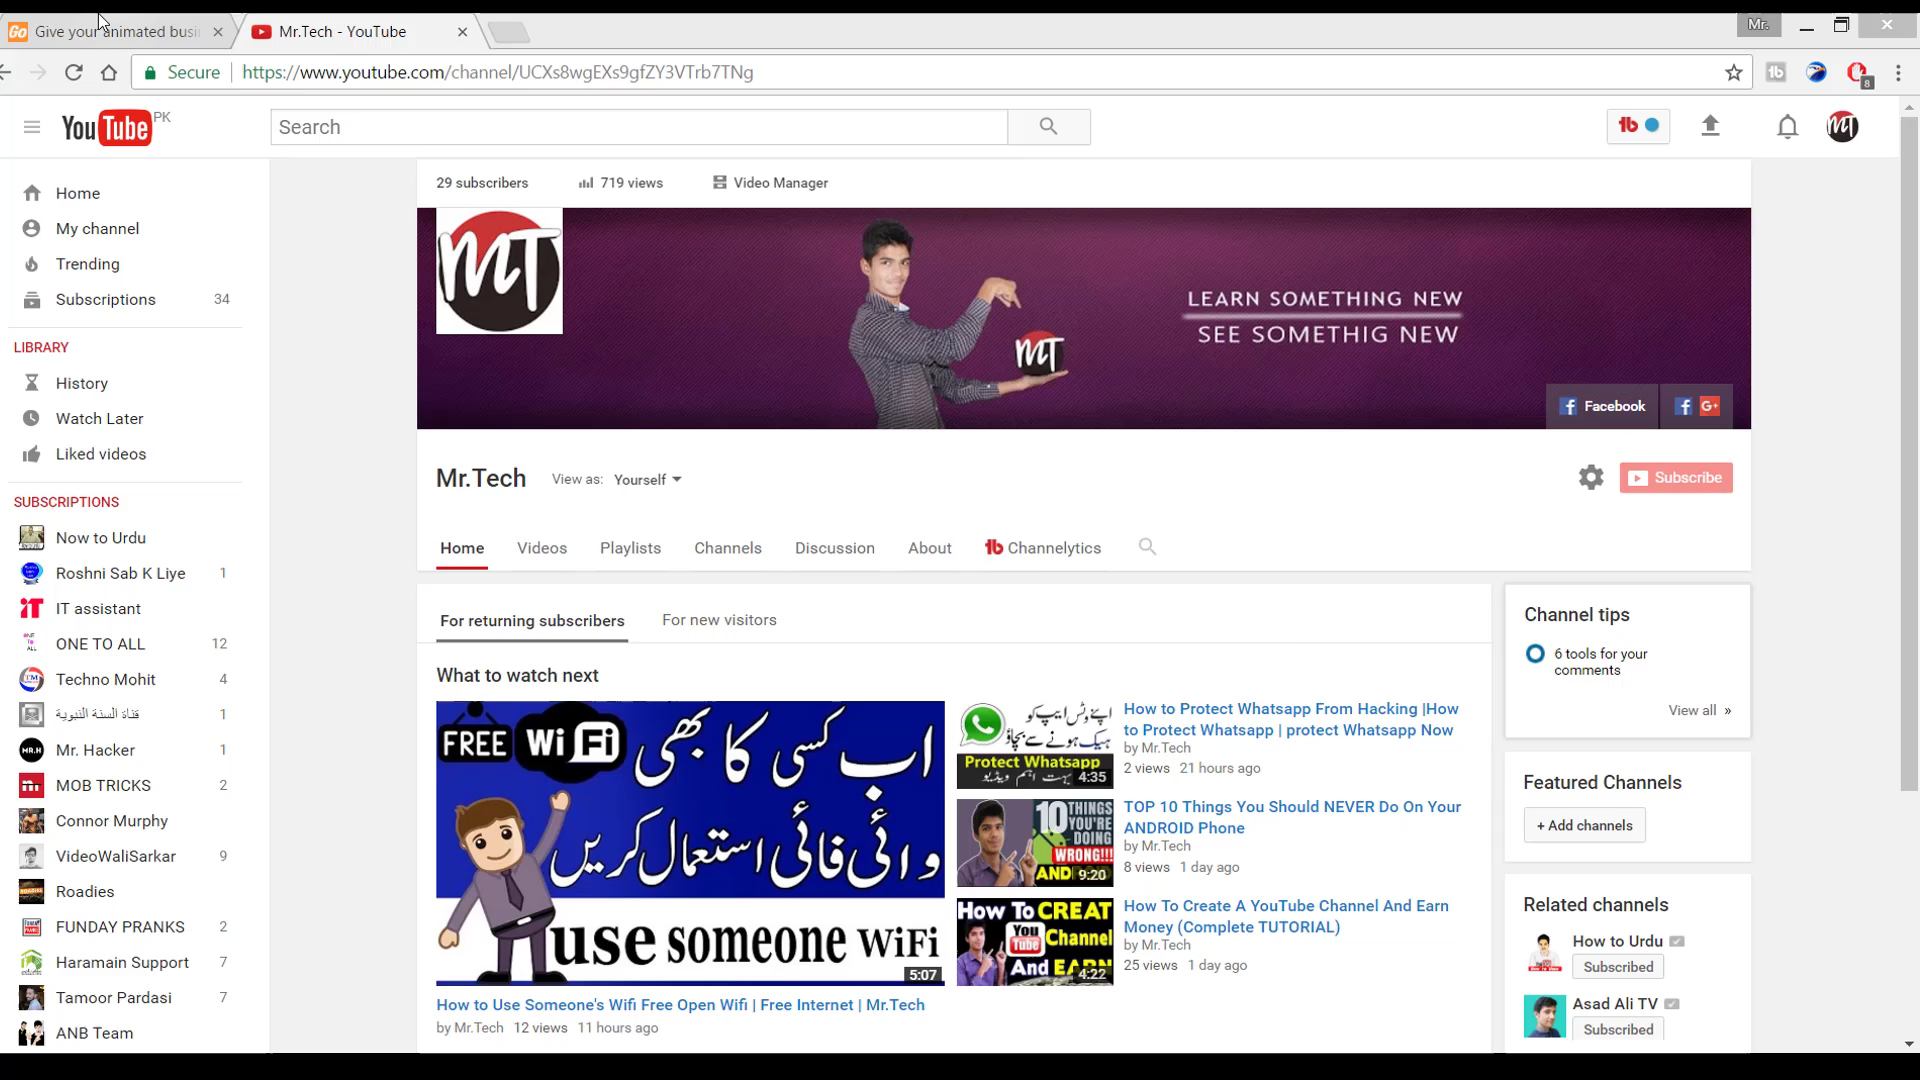 Give your animated busi
Mr.Tech - YouTube
Mr.
Secure
https://www.youtube.com/channel/UCXs8wgEXs9gfZY3VTrb7TNg
8
YouTube PK
Search
29 subscribers
719 views
Video Manager
Home
My channel
Trending
Subscriptions 34
LIBRARY
History
Watch Later
Liked videos
SUBSCRIPTIONS
Now to Urdu
Roshni Sab K Liye 1
IT assistant
ONE TO ALL 12
Techno Mohit 4
قناة السنة النبوية 1
Mr. Hacker 1
MOB TRICKS 2
Connor Murphy
VideoWaliSarkar 9
Roadies
FUNDAY PRANKS 2
Haramain Support 7
Tamoor Pardasi 7
ANB Team
MT
MT
LEARN SOMETHING NEW
SEE SOMETHIG NEW
Facebook
Mr.Tech
View as: Yourself
Subscribe
Home Videos Playlists Channels Discussion About Channelytics
For returning subscribers
For new visitors
What to watch next
FREE WiFi
اب کسی کا بھی
وائی فائی استعمال کریں
use someone WiFi
5:07
How to Use Someone's Wifi Free Open Wifi | Free Internet | Mr.Tech
by Mr.Tech 12 views 11 hours ago
اپنے وٹس ایپ کو
ہیک ہونے سے بچاؤ
Protect Whatsapp
بہت اہم ویڈیو
4:35
How to Protect Whatsapp From Hacking |How
to Protect Whatsapp | protect Whatsapp Now
by Mr.Tech
2 views 21 hours ago
10 THINGS
YOU'RE
DOING
WRONG!!!
AND
9:20
TOP 10 Things You Should NEVER Do On Your
ANDROID Phone
by Mr.Tech
8 views 1 day ago
How To CREAT
YouTube Channel
And EARN
4:22
How To Create A YouTube Channel And Earn
Money (Complete TUTORIAL)
by Mr.Tech
25 views 1 day ago
Channel tips
6 tools for your
comments
View all »
Featured Channels
+ Add channels
Related channels
How to Urdu
Subscribed
Asad Ali TV
Subscribed